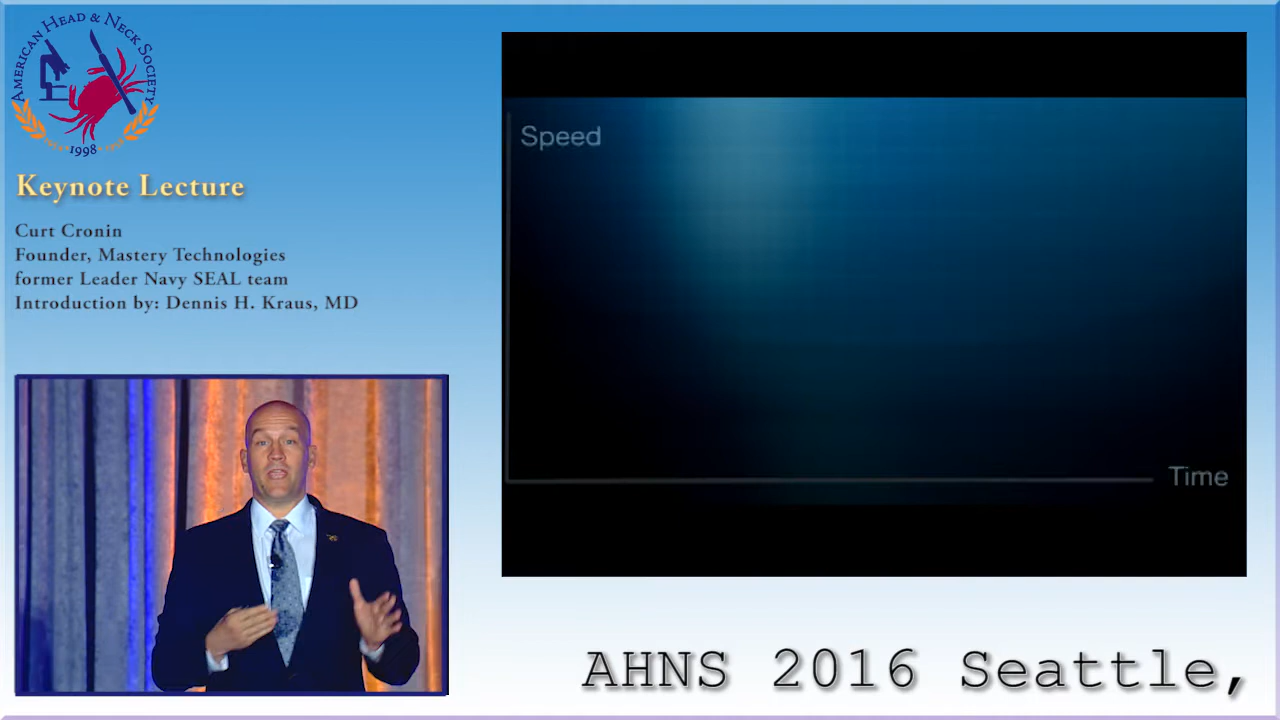 AMERICAN HEAD & NECK SOCIETY
1998
Keynote Lecture
Curt Cronin
Founder, Mastery Technologies
former Leader Navy SEAL team
Introduction by: Dennis H. Kraus, MD
Speed
Time
AHNS 2016 Seattle,